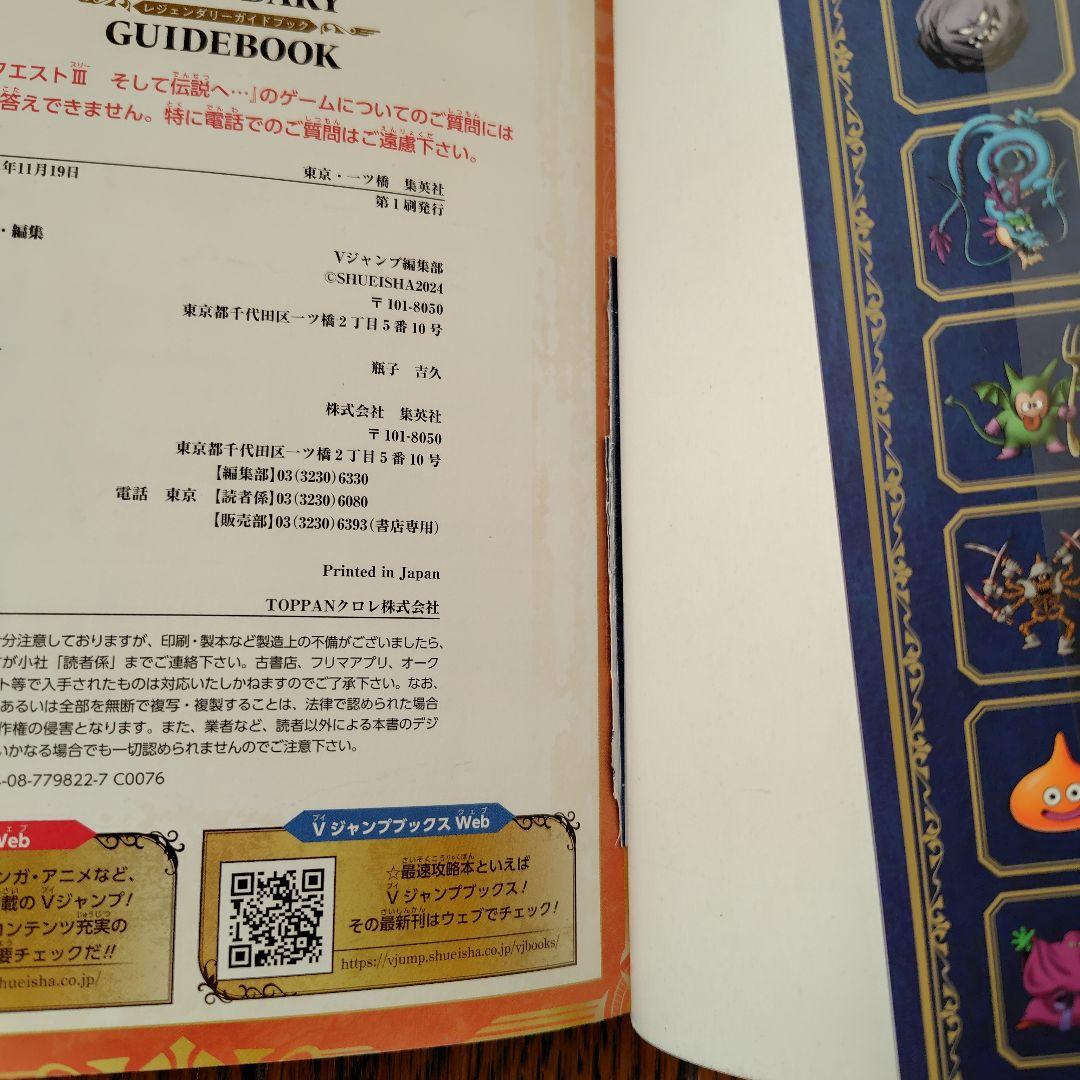 レジェンダリーガイドブック
GUIDEBOOK
クエストⅢ そして伝説へ…』のゲームについてのご質問には
答えできません。特に電話でのご質問はご遠慮下さい。
年11月19日
東京・一ツ橋 集英社
第1刷発行
・編集
Vジャンプ編集部
©SHUEISHA2024
〒101-8050
東京都千代田区一ツ橋2丁目5番10号
瓶子 吉久
株式会社 集英社
〒101-8050
東京都千代田区一ツ橋2丁目5番10号
【編集部】03(3230)6330
電話 東京 【読者係】03(3230)6080
【販売部】03(3230)6393(書店専用)
Printed in Japan
TOPPANクロレ株式会社
分注意しておりますが、印刷・製本など製造上の不備がございましたら、
が小社「読者係」までご連絡下さい。古書店、フリマアプリ、オーク
ト等で入手されたものは対応いたしかねますのでご了承下さい。なお、
あるいは全部を無断で複写・複製することは、法律で認められた場合
作権の侵害となります。また、業者など、読者以外による本書のデジ
いかなる場合でも一切認められませんのでご注意下さい。
-08-779822-7 C0076
Web
ンガ・アニメなど、
載のVジャンプ!
コンテンツ充実の
要チェックだ!!
hueisha.co.jp/
VジャンプブックスWeb
☆最速攻略本といえば
Vジャンプブックス!
その最新刊はウェブでチェック!
https://vjump.shueisha.co.jp/vjbooks/